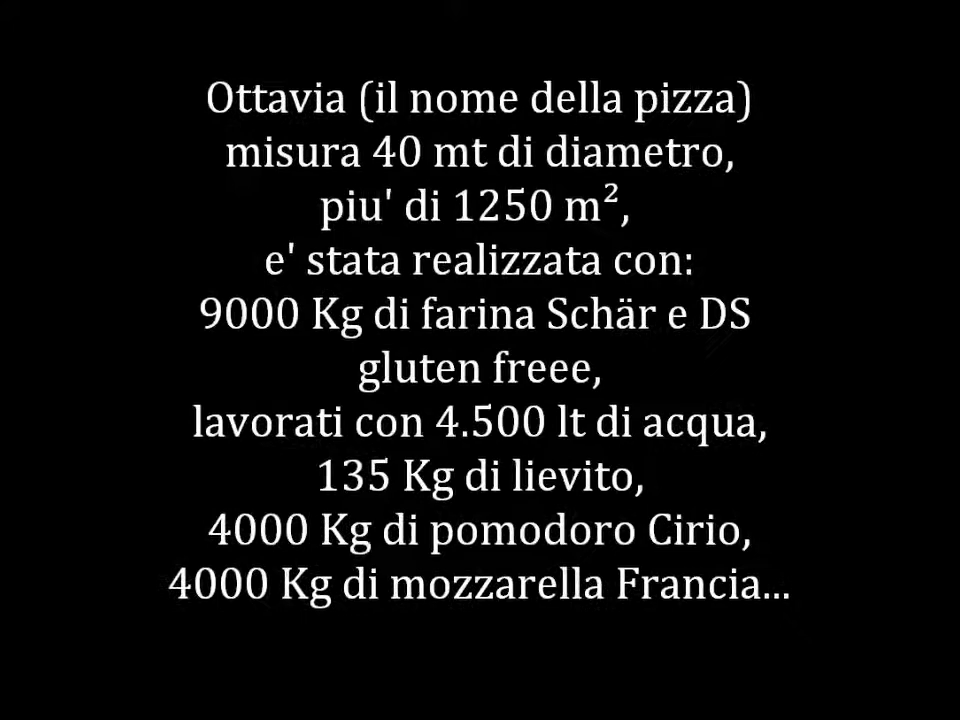 Ottavia (il nome della pizza)
misura 40 mt di diametro,
piu' di 1250 m²,
e' stata realizzata con:
9000 Kg di farina Schär e DS
gluten freee,
lavorati con 4.500 lt di acqua,
135 Kg di lievito,
4000 Kg di pomodoro Cirio,
4000 Kg di mozzarella Francia...